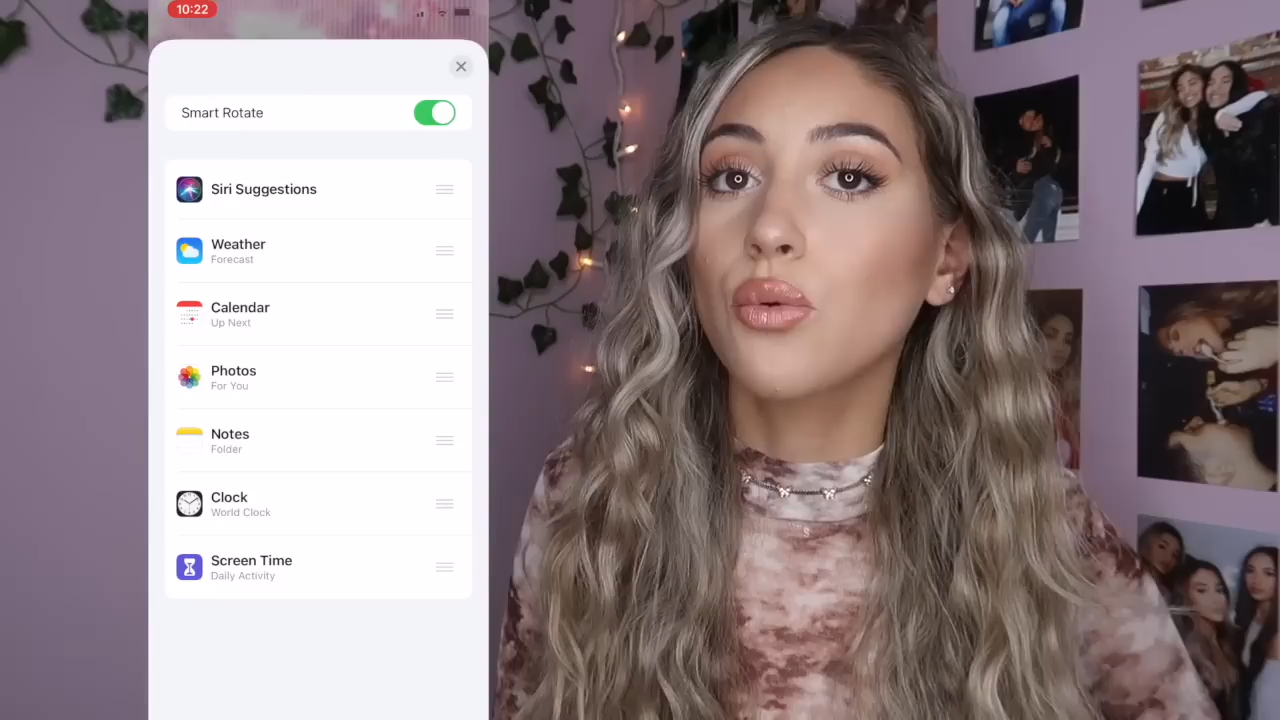 10:22
Smart Rotate
Siri Suggestions
Weather
Forecast
Calendar
Up Next
Photos
For You
Notes
Folder
Clock
World Clock
Screen Time
Daily Activity